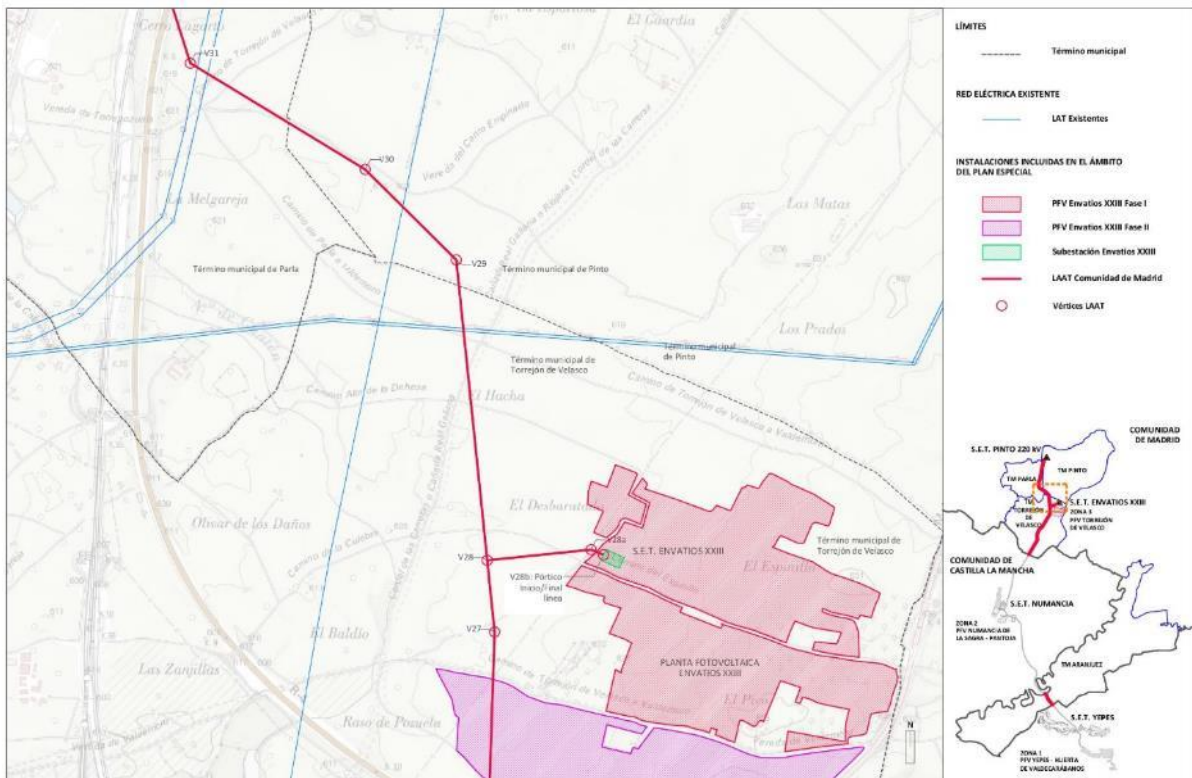 Cerro Lagarto
El Guardia
V31
V30
La Melgareja
Las Matas
V29
Término municipal de Parla
Término municipal de Pinto
Los Prados
Término municipal
de Pinto
Término municipal de
Torrejón de Velasco
El Hacha
Olivar de los Daños
V28a
S.E.T. ENVATIOS XXIII
Término municipal de
Torrejón de Velasco
V28
V28b: Pórtico
Inicio/Final
línea
El Espartin
V27
El Baldío
Las Zanjillas
PLANTA FOTOVOLTAICA
ENVATIOS XXIII
Raso de Pozuela
N
LÍMITES
Término municipal
RED ELÉCTRICA EXISTENTE
LAT Existentes
INSTALACIONES INCLUIDAS EN EL ÁMBITO
DEL PLAN ESPECIAL
PFV Envatios XXIII Fase I
PFV Envatios XXIII Fase II
Subestación Envatios XXIII
LAAT Comunidad de Madrid
Vértices LAAT
COMUNIDAD
DE MADRID
S.E.T. PINTO 220 kV
TM PINTO
TM PARLA
S.E.T. ENVATIOS XXIII
TM
TORREJÓN
DE
VELASCO
ZONA 3
PFV TORREJÓN
DE VELASCO
COMUNIDAD DE
CASTILLA LA MANCHA
S.E.T. NUMANCIA
ZONA 2
PFV NUMANCIA DE
LA SAGRA - PANTOJA
TM ARANJUEZ
S.E.T. YEPES
ZONA 1
PFV YEPES - HUERTA
DE VALDECARÁBANOS